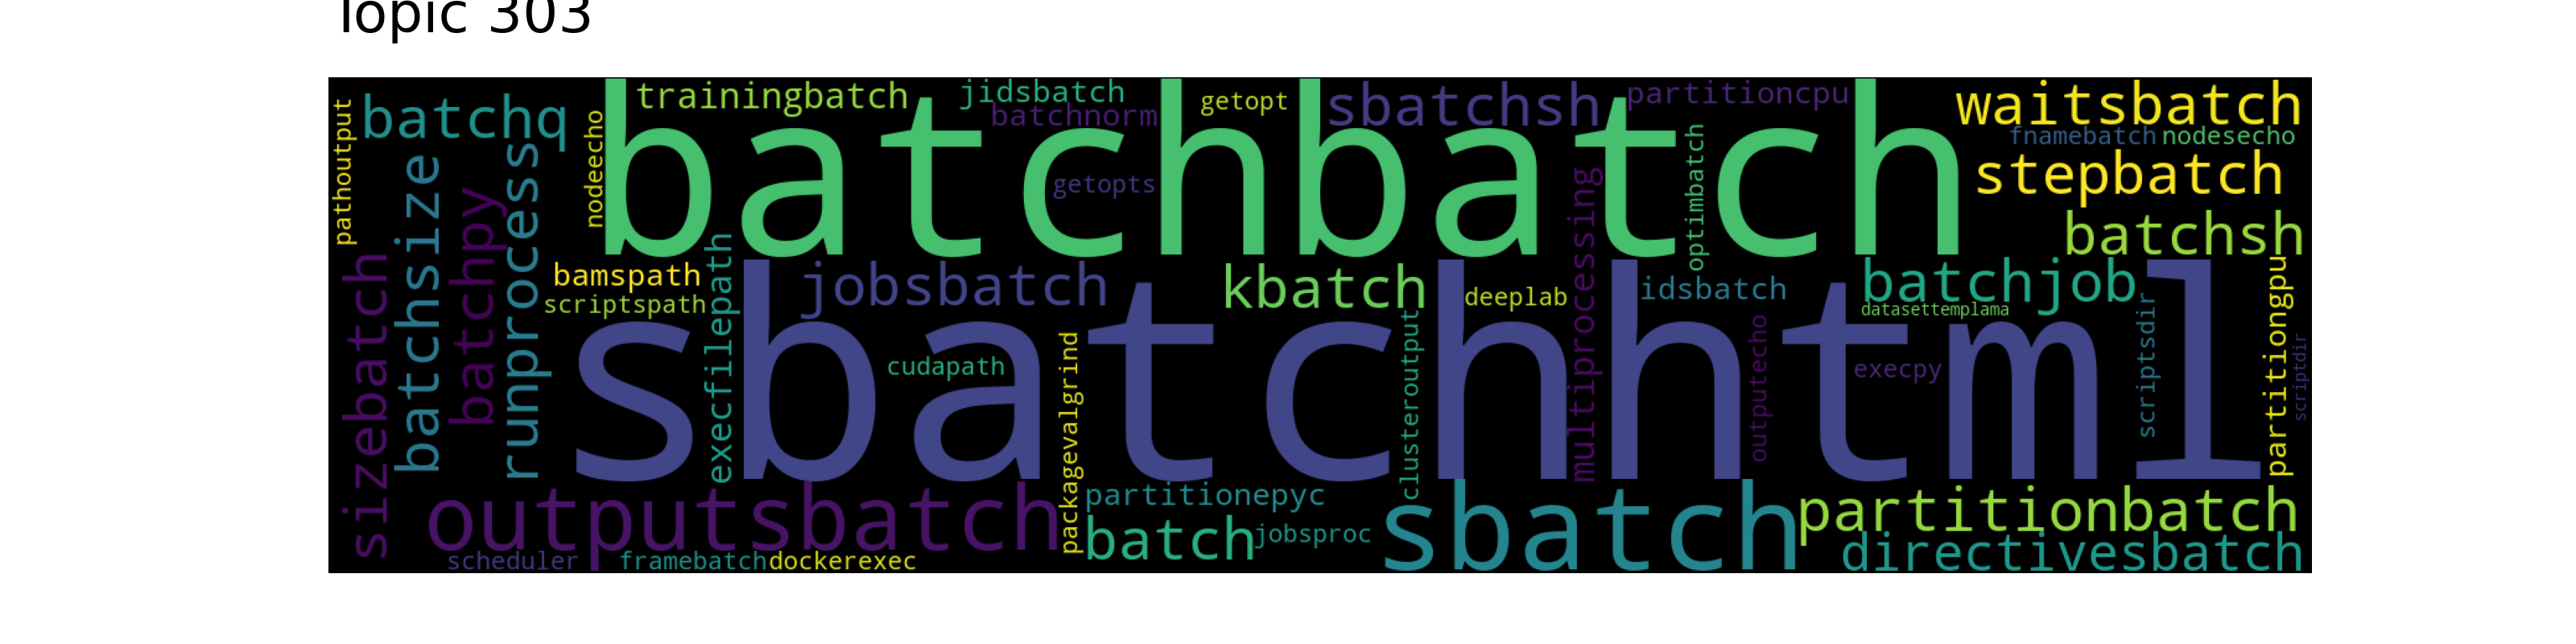 Topic 303
pathoutput
batchq
nodeecho
trainingbatch
jidsbatch
batchnorm
getopt
sbatchsh
partitioncpu
waitsbatch
fnamebatch nodesecho
batchbatch
getopts
optimbatch
stepbatch
batchsh
sizebatch
batchsize
batchpy
runprocess
bamspath
scriptspath
execfilepath
jobsbatch
kbatch
deeplab
multiprocessing
idsbatch
batchjob
datasettemplama
sbatchhtml
cudapath
packagevalgrind
clusteroutput
outputecho
execpy
scriptsdir
partitiongpu
scriptdir
outputsbatch
partitionepyc
batch
jobsproc
sbatch
partitionbatch
directivesbatch
scheduler
framebatch
dockerexec